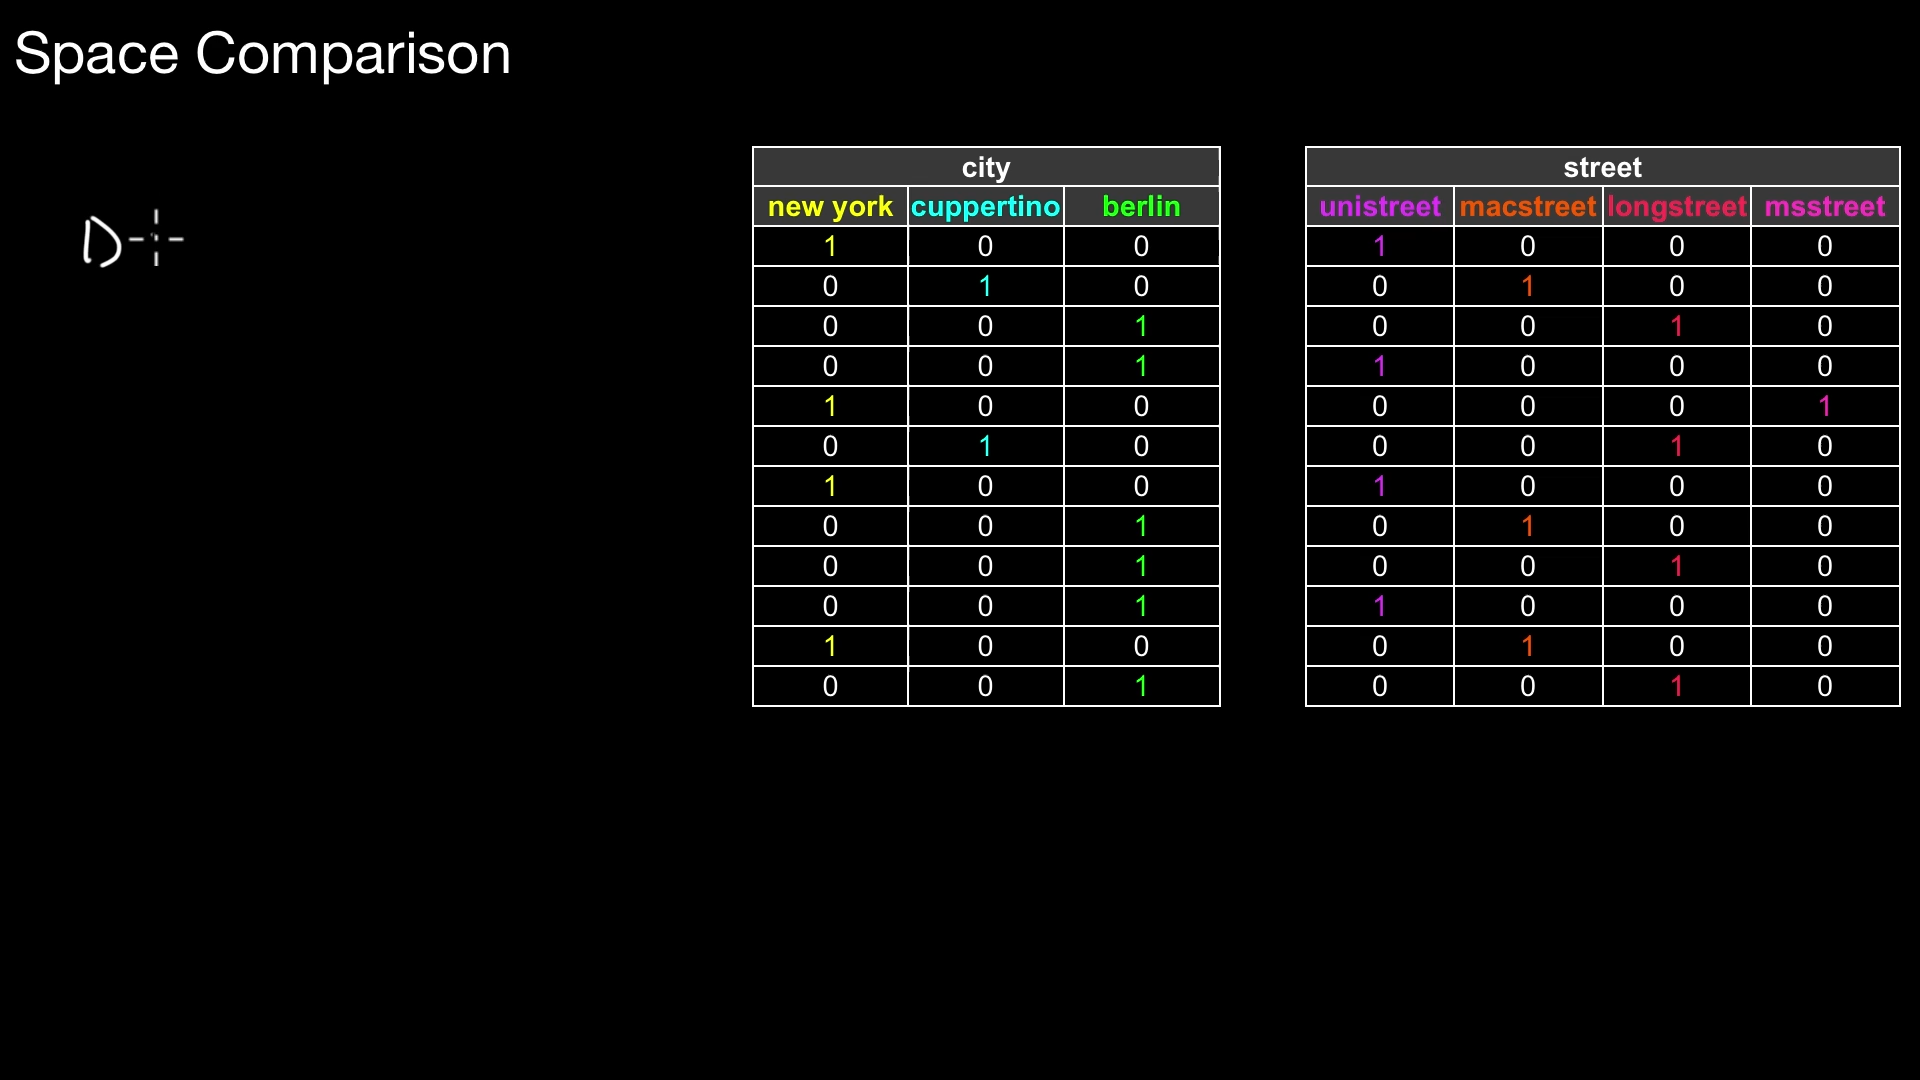 Space Comparison
D
city
new york cuppertino berlin
1 0 0
0 1 0
0 0 1
0 0 1
1 0 0
0 1 0
1 0 0
0 0 1
0 0 1
0 0 1
1 0 0
0 0 1
street
unistreet macstreet longstreet msstreet
1 0 0 0
0 1 0 0
0 0 1 0
1 0 0 0
0 0 0 1
0 0 1 0
1 0 0 0
0 1 0 0
0 0 1 0
1 0 0 0
0 1 0 0
0 0 1 0